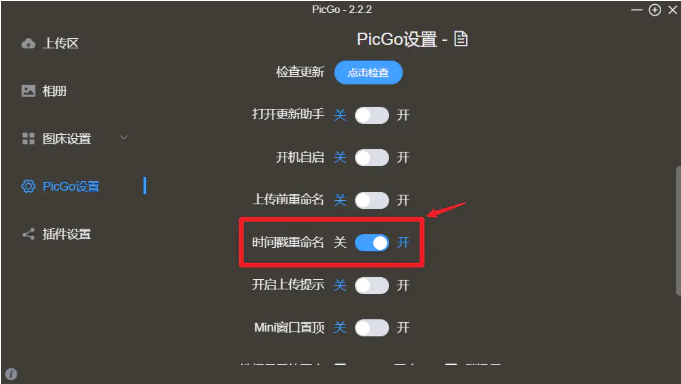 PicGo - 2.2.2
上传区
相册
图床设置
PicGo设置
插件设置
PicGo设置 -
检查更新 点击检查
打开更新助手 关 开
开机自启 关 开
上传前重命名 关 开
时间戳重命名 关 开
开启上传提示 关 开
Mini窗口置顶 关 开